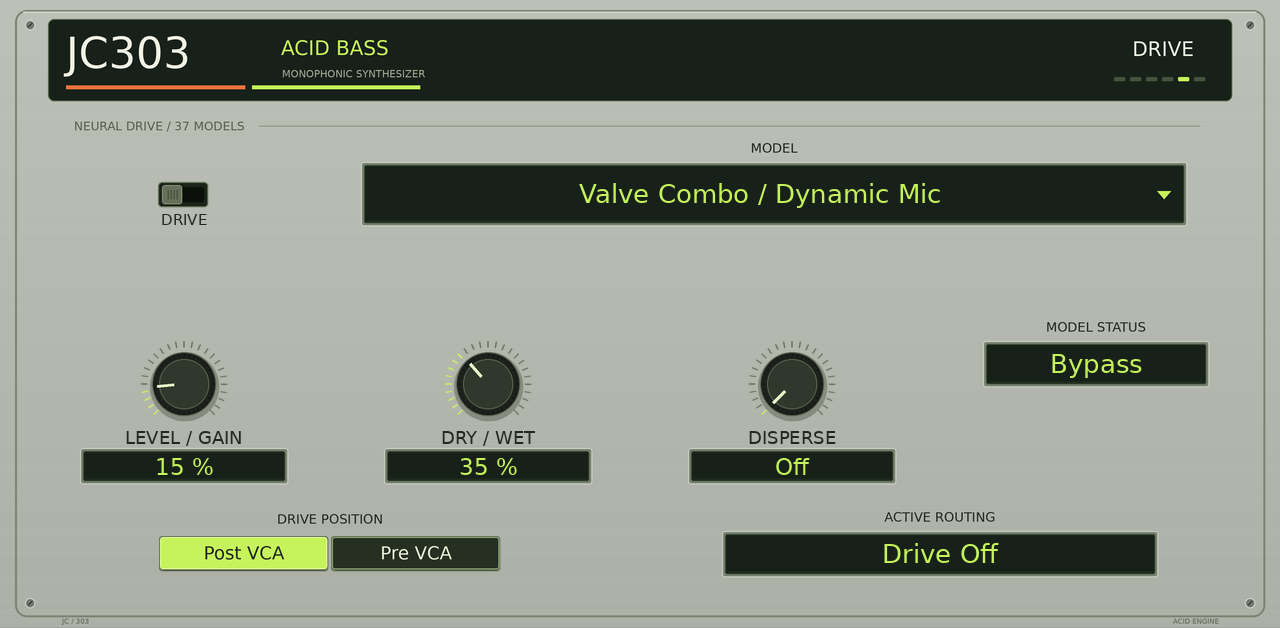 JC303
ACID BASS
MONOPHONIC SYNTHESIZER
DRIVE
NEURAL DRIVE / 37 MODELS
MODEL
Valve Combo / Dynamic Mic
DRIVE
MODEL STATUS
Bypass
LEVEL / GAIN
DRY / WET
DISPERSE
15 %
35 %
Off
DRIVE POSITION
ACTIVE ROUTING
Post VCA
Pre VCA
Drive Off
JC / 303
ACID ENGINE